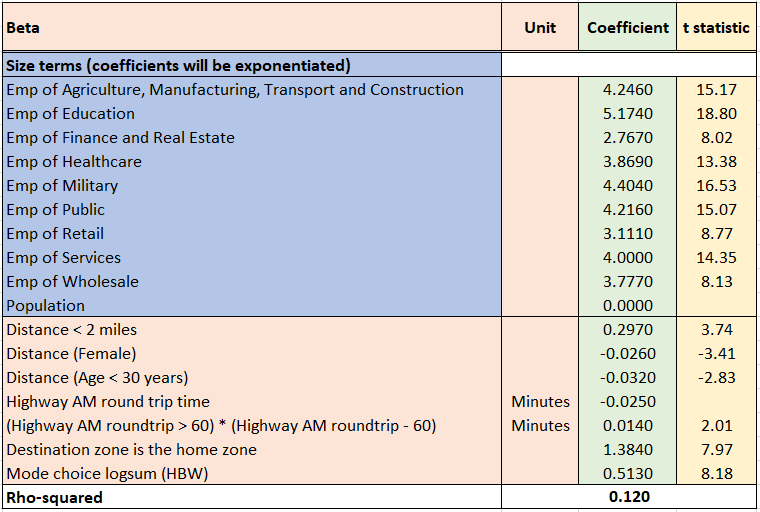 Beta Unit Coefficient t statistic
Size terms (coefficients will be exponentiated)
Emp of Agriculture, Manufacturing, Transport and Construction 4.2460 15.17
Emp of Education 5.1740 18.80
Emp of Finance and Real Estate 2.7670 8.02
Emp of Healthcare 3.8690 13.38
Emp of Military 4.4040 16.53
Emp of Public 4.2160 15.07
Emp of Retail 3.1110 8.77
Emp of Services 4.0000 14.35
Emp of Wholesale 3.7770 8.13
Population 0.0000
Distance < 2 miles 0.2970 3.74
Distance (Female) -0.0260 -3.41
Distance (Age < 30 years) -0.0320 -2.83
Highway AM round trip time Minutes -0.0250
(Highway AM roundtrip > 60) * (Highway AM roundtrip - 60) Minutes 0.0140 2.01
Destination zone is the home zone 1.3840 7.97
Mode choice logsum (HBW) 0.5130 8.18
Rho-squared 0.120